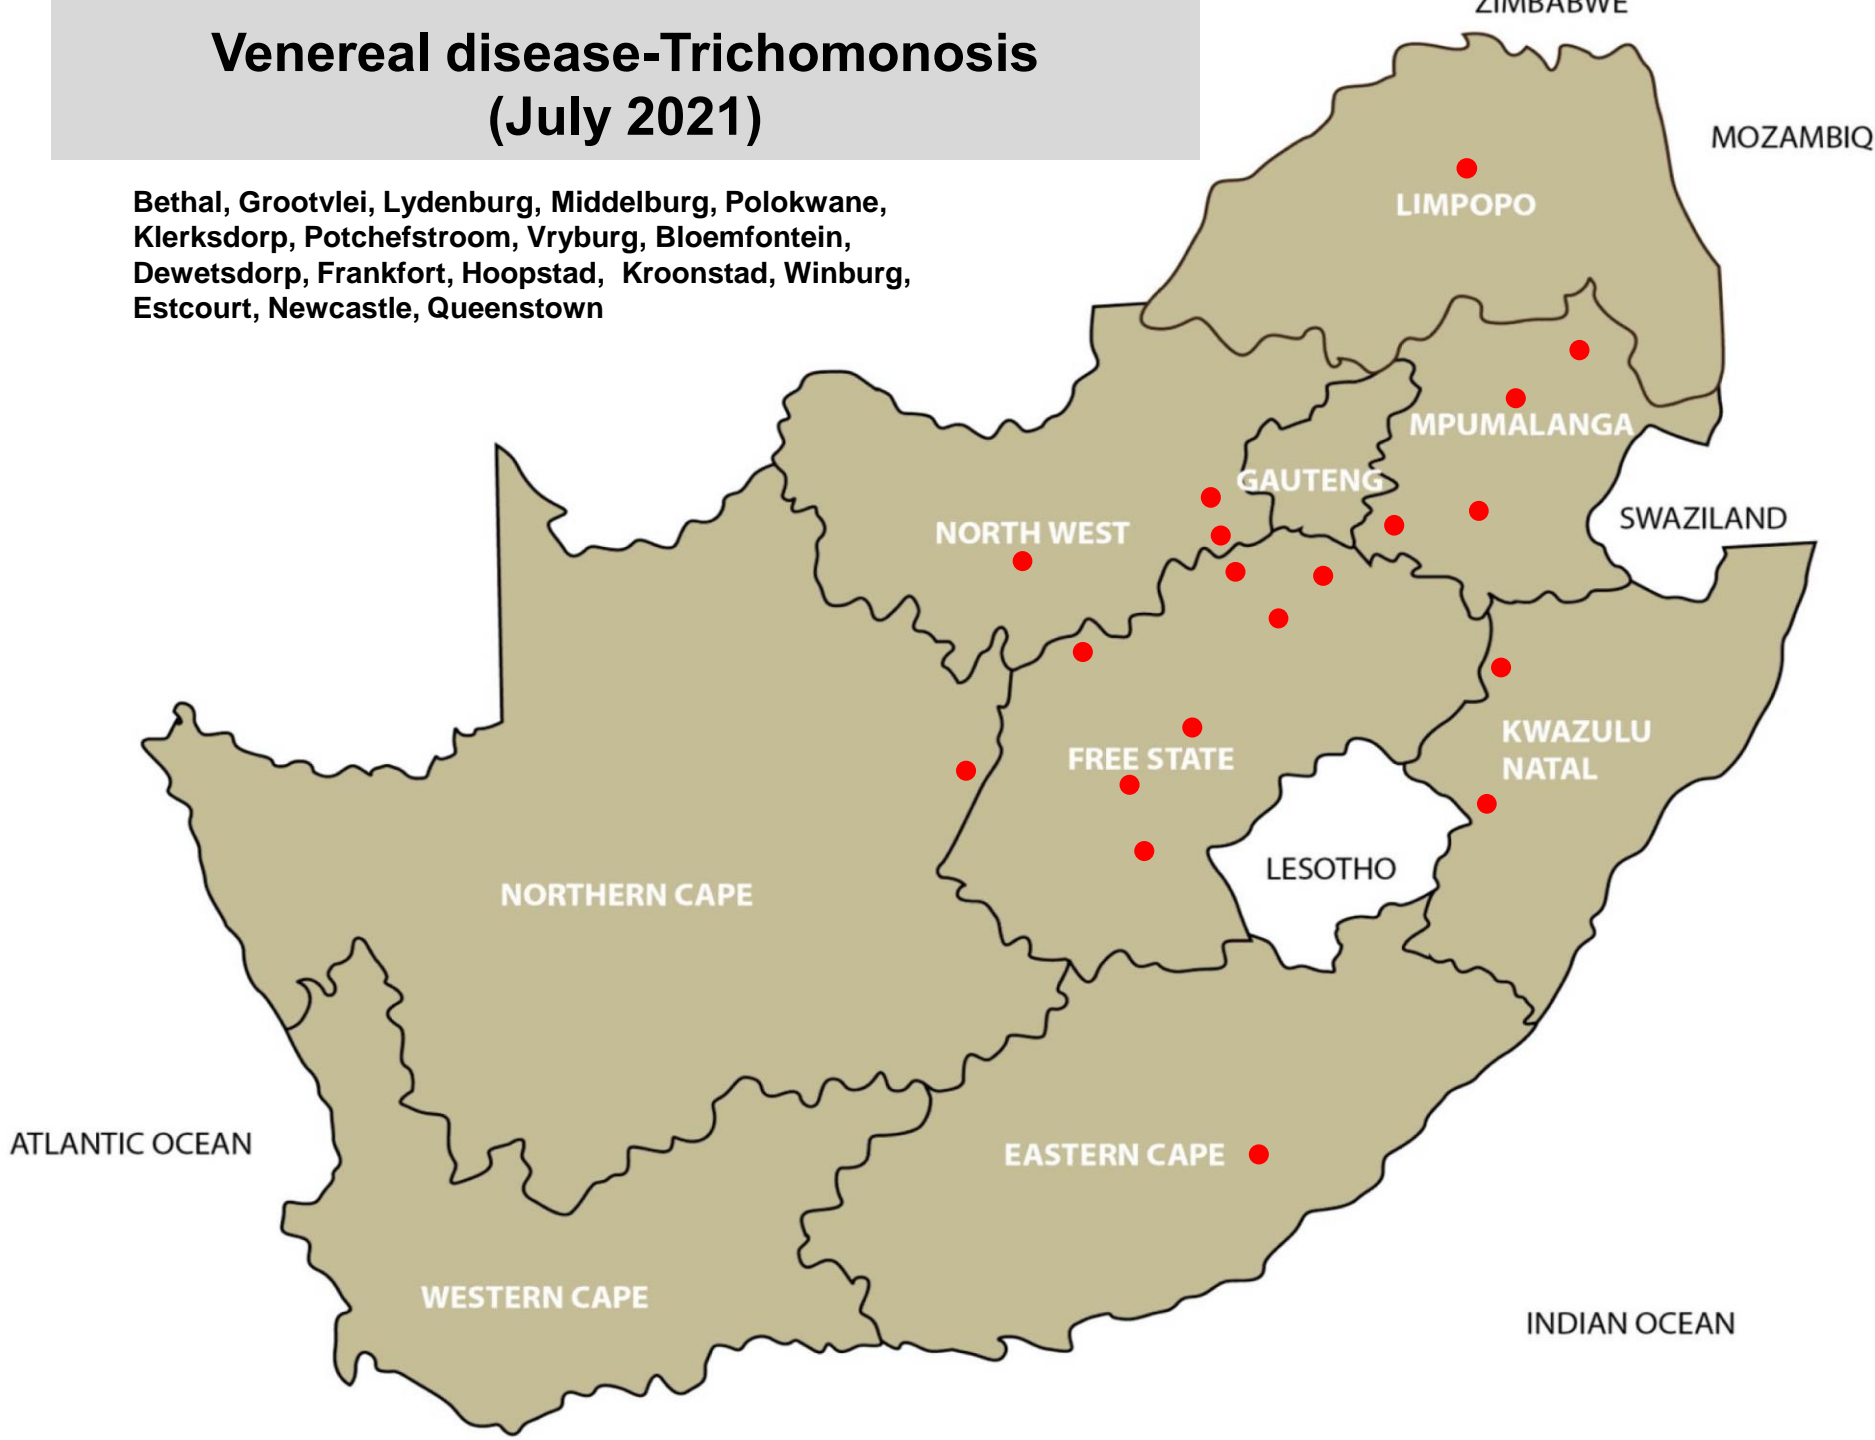 ZIMBABWE
Venereal disease-Trichomonosis
(July 2021)
MOZAMBIQ
Bethal, Grootvlei, Lydenburg, Middelburg, Polokwane,
Klerksdorp, Potchefstroom, Vryburg, Bloemfontein,
Dewetsdorp, Frankfort, Hoopstad, Kroonstad, Winburg,
Estcourt, Newcastle, Queenstown
LIMPOPO
MPUMALANGA
GAUTENG
NORTH WEST
SWAZILAND
KWAZULU
NATAL
FREE STATE
LESOTHO
NORTHERN CAPE
ATLANTIC OCEAN
EASTERN CAPE
WESTERN CAPE
INDIAN OCEAN